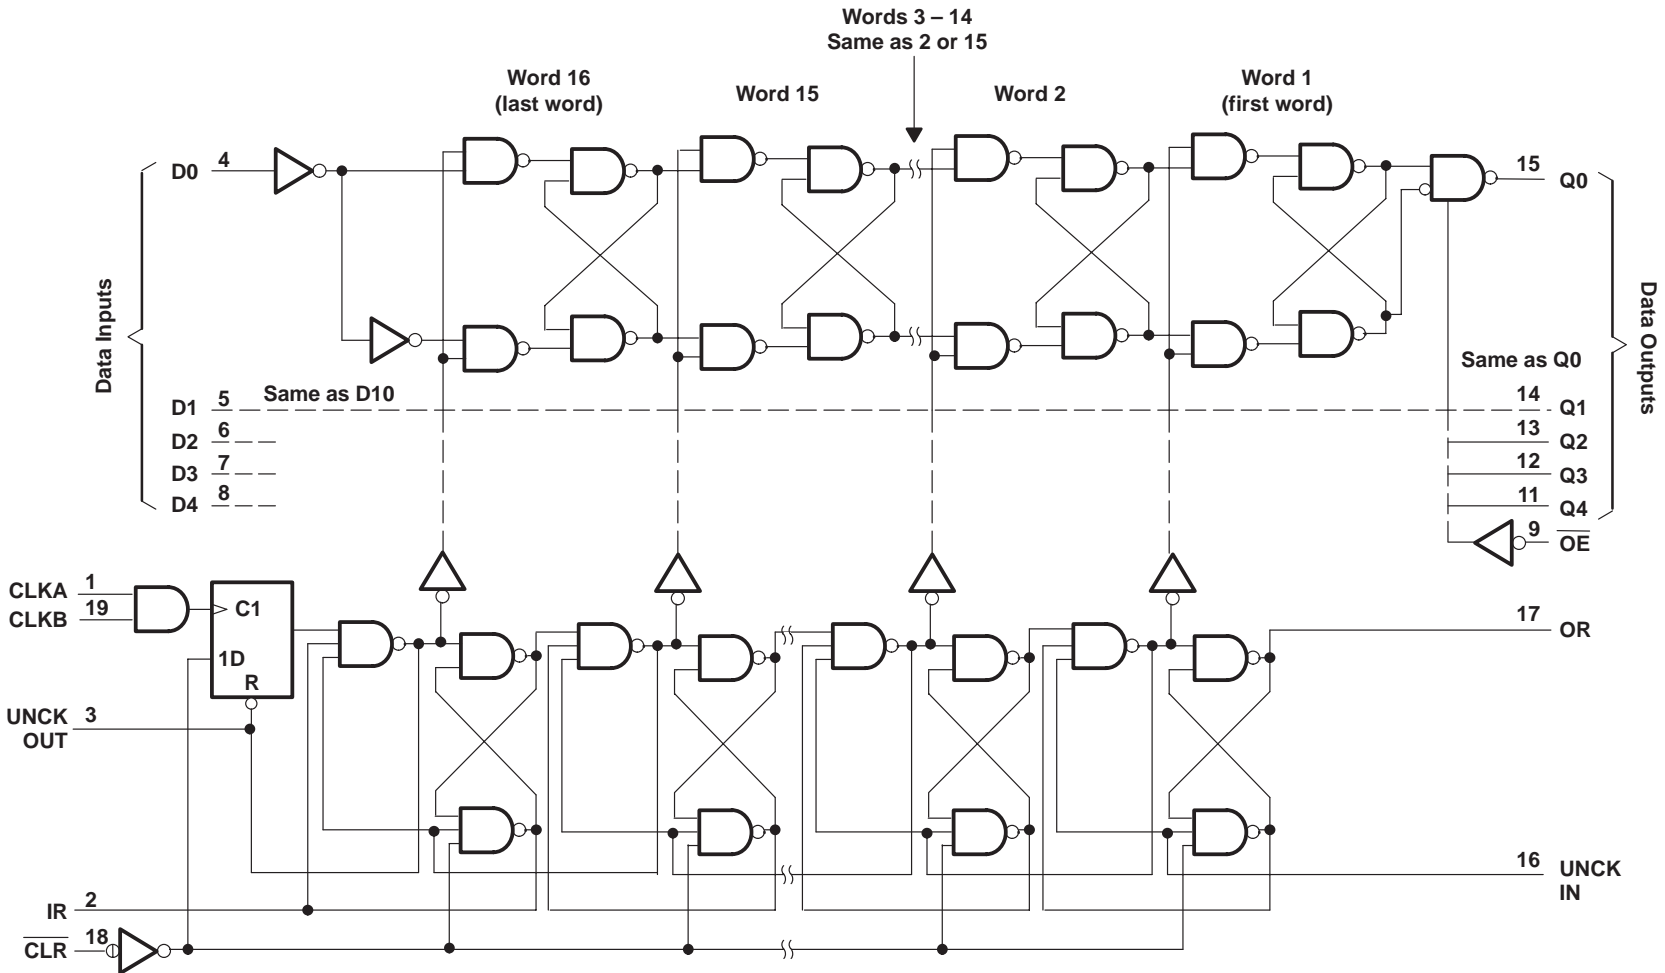 Words 3 – 14
Same as 2 or 15
Word 16
(last word)
Word 15
Word 2
Word 1
(first word)
D0
4
15
Q0
Data Inputs
Data Outputs
Same as Q0
Same as D10
D1
5
14
Q1
D2
6
13
Q2
D3
7
12
Q3
D4
8
11
Q4
9
OE
CLKA
1
CLKB
19
C1
1D
R
17
OR
UNCK
OUT
3
16
UNCK
IN
IR
2
CLR
18